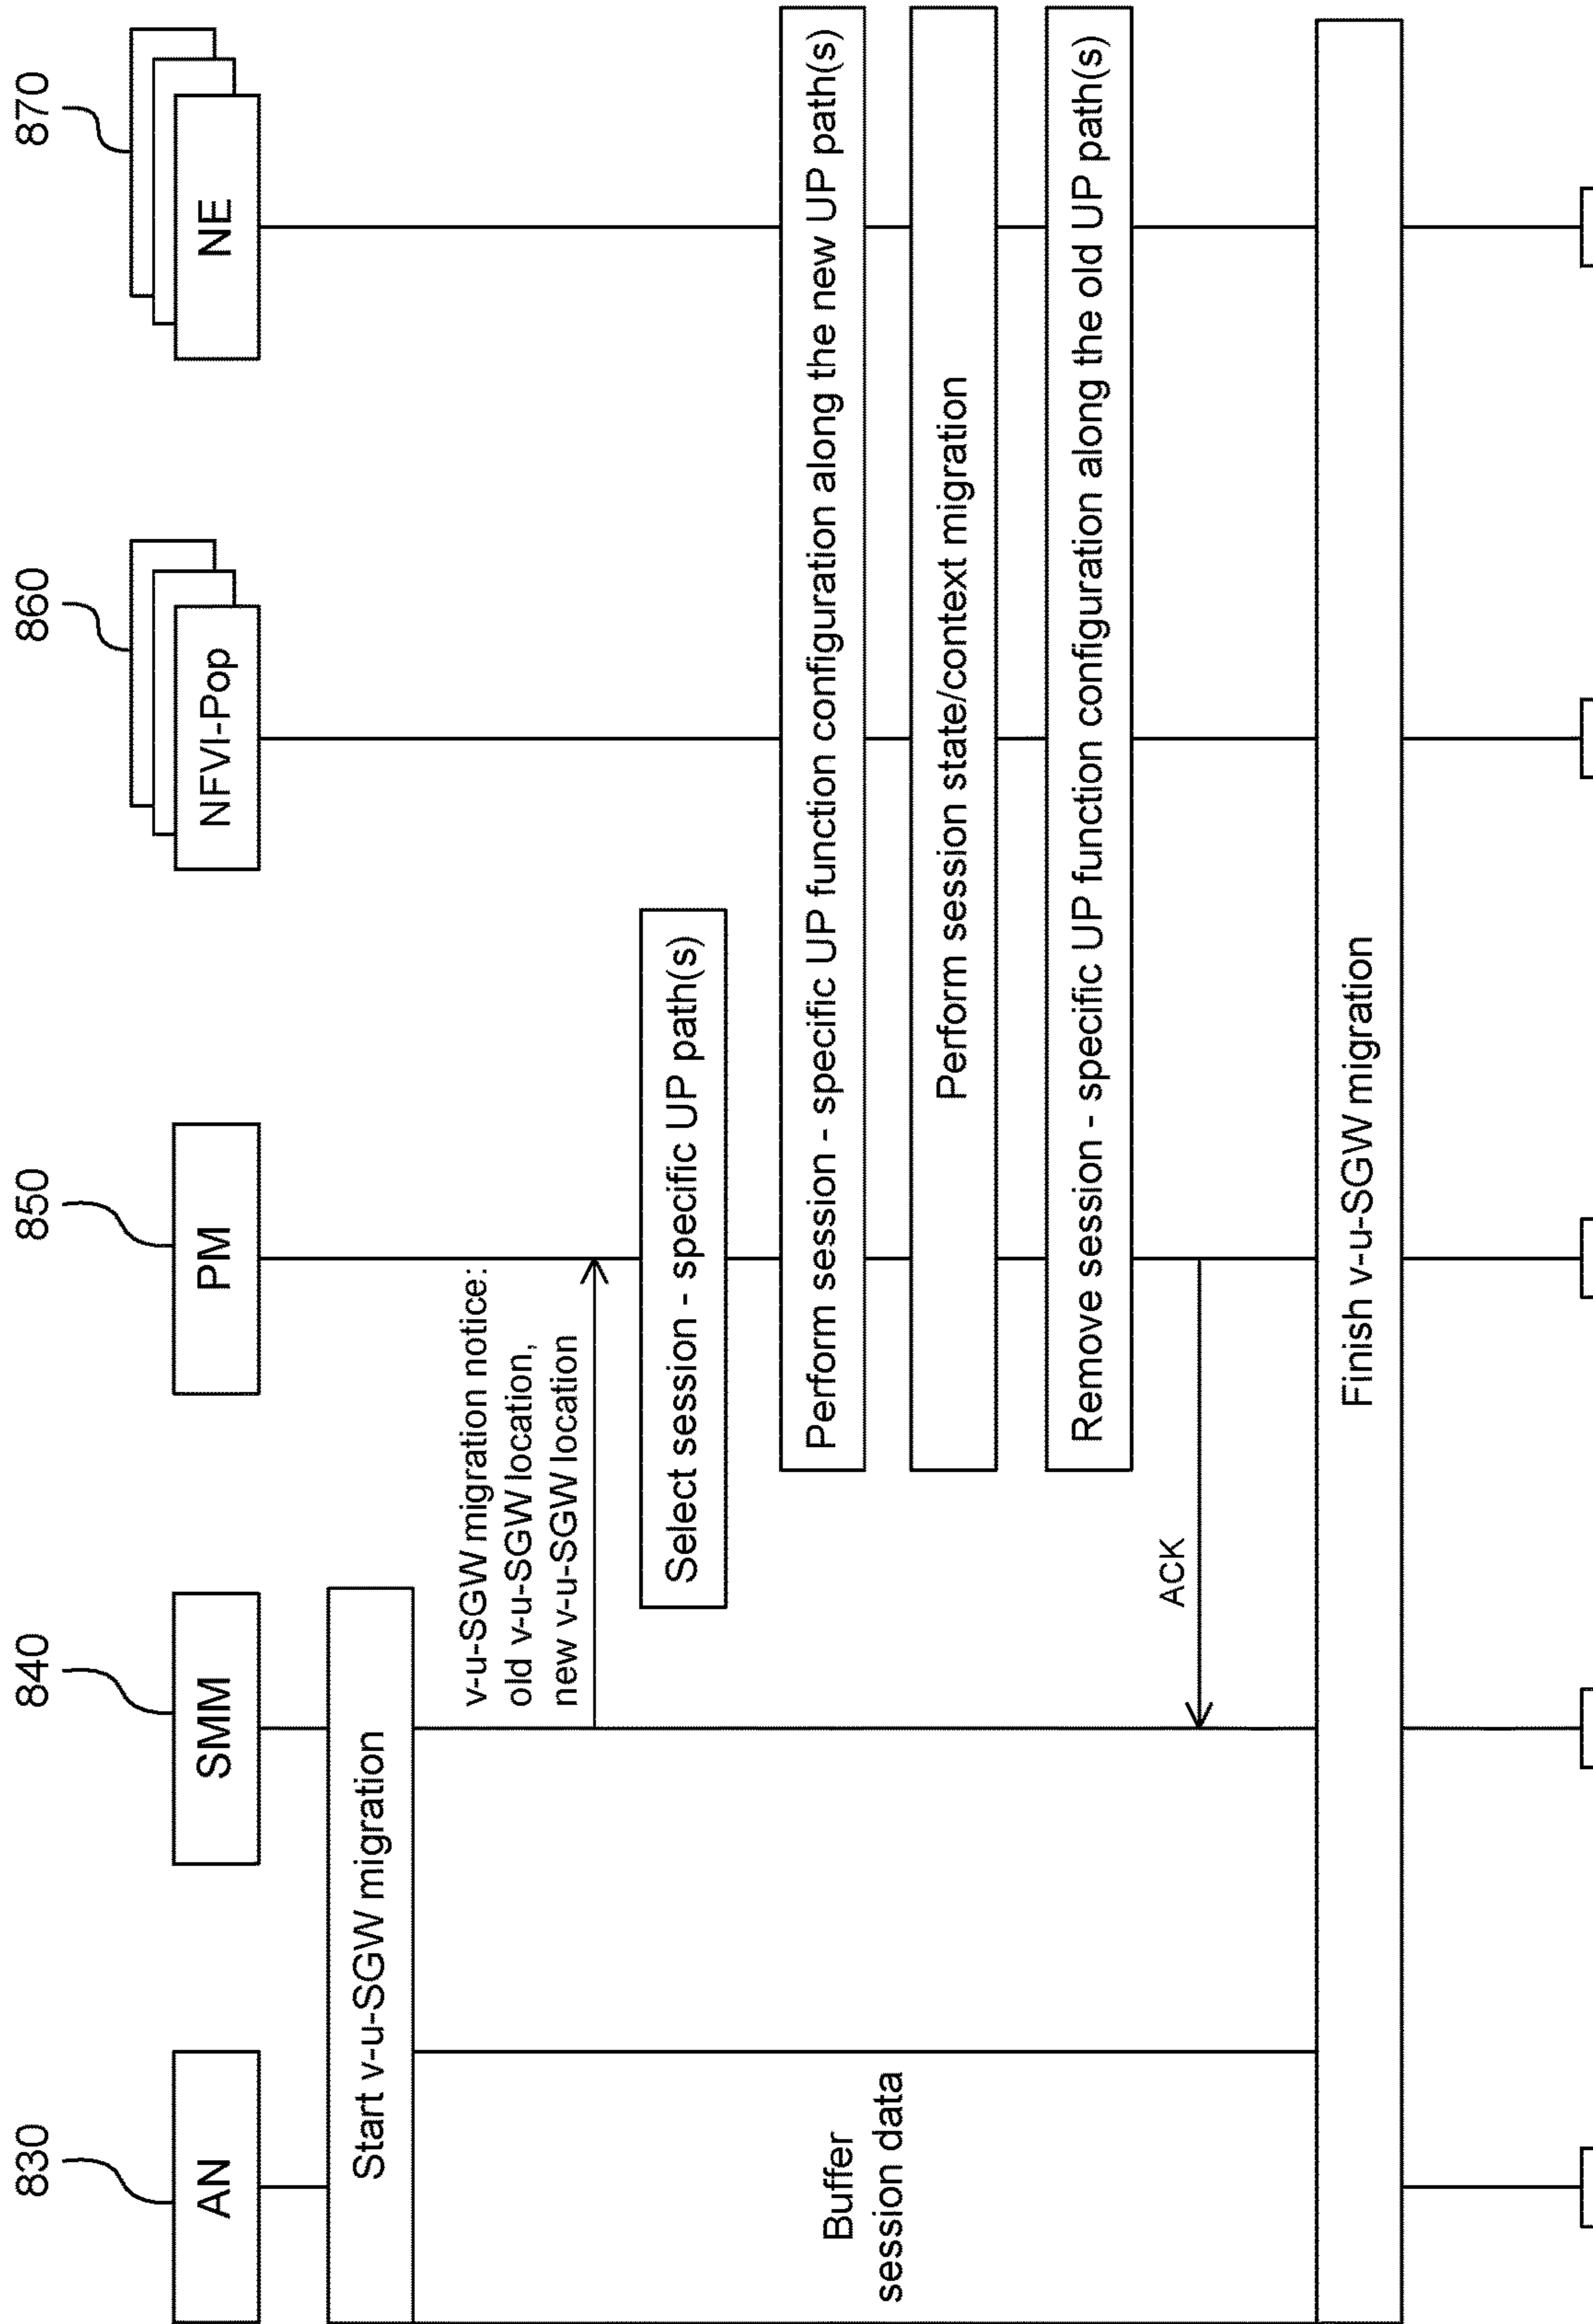 830
840
850
860
870
AN
SMM
PM
NFVI-Pop
NE
Start v-u-SGW migration
v-u-SGW migration notice:
old v-u-SGW location,
new v-u-SGW location
Select session - specific UP path(s)
Perform session - specific UP function configuration along the new UP path(s)
Buffer
session data
Perform session state/context migration
Remove session - specific UP function configuration along the old UP path(s)
ACK
Finish v-u-SGW migration